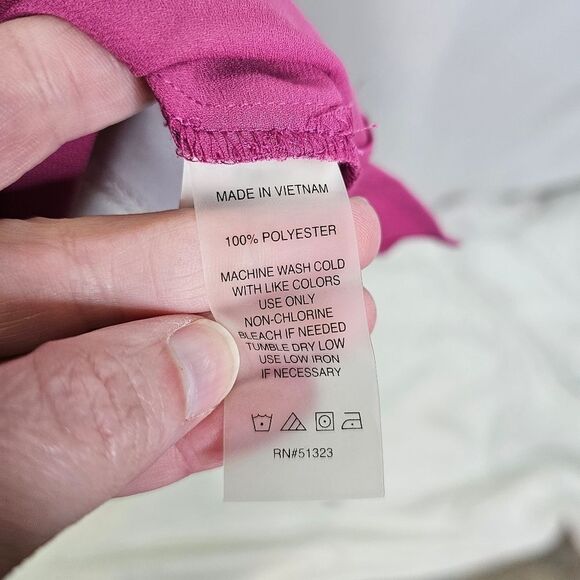 MADE IN VIETNAM
100% POLYESTER
MACHINE WASH COLD
WITH LIKE COLORS
USE ONLY
NON-CHLORINE
BLEACH IF NEEDED
TUMBLE DRY LOW
USE LOW IRON
IF NECESSARY
RN#51323